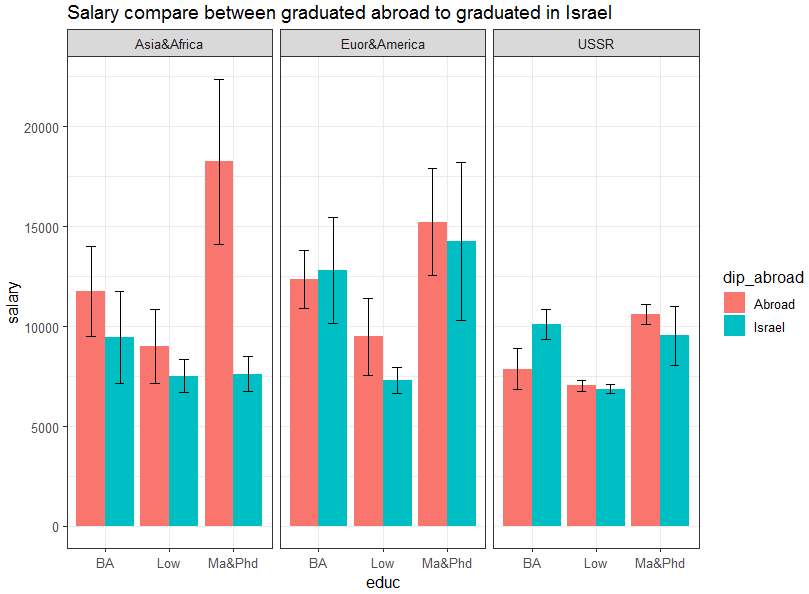 Salary compare between graduated abroad to graduated in Israel
Asia&Africa
Euor&America
USSR
20000
15000
10000
5000
0
salary
BA
Low
Ma&Phd
BA
Low
Ma&Phd
BA
Low
Ma&Phd
educ
dip_abroad
Abroad
Israel